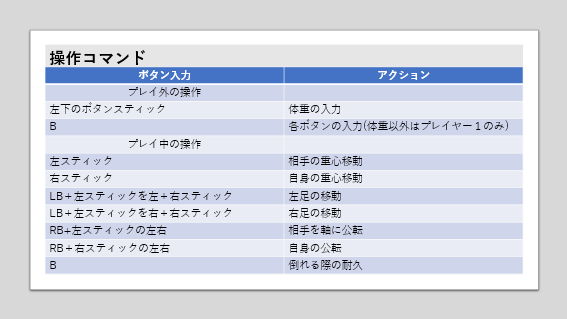 操作コマンド
ボタン入力 アクション
プレイ外の操作
左下のボタンスティック 体重の入力
B 各ボタンの入力(体重以外はプレイヤー１のみ)
プレイ中の操作
左スティック 相手の重心移動
右スティック 自身の重心移動
LB＋左スティックを左＋右スティック 左足の移動
LB＋左スティックを右＋右スティック 右足の移動
RB+左スティックの左右 相手を軸に公転
RB＋右スティックの左右 自身の公転
B 倒れる際の耐久